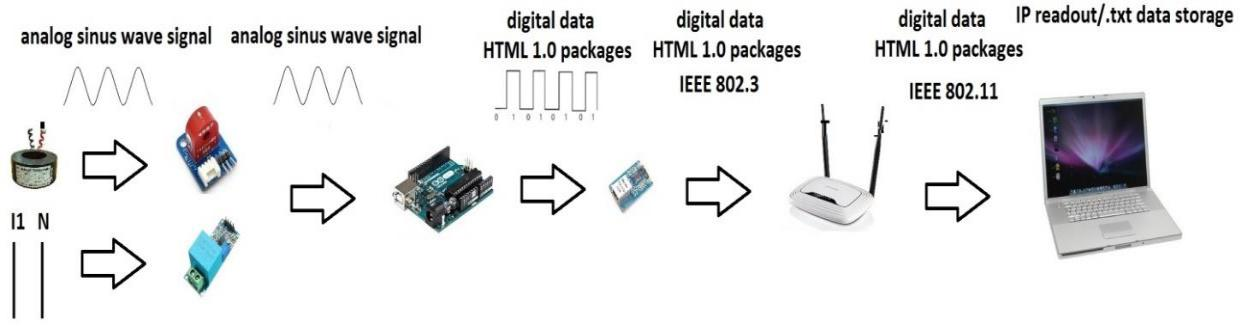 analog sinus wave signal
analog sinus wave signal
digital data
HTML 1.0 packages
0 1 0 1 0 1 0 1
digital data
HTML 1.0 packages
IEEE 802.3
digital data
HTML 1.0 packages
IEEE 802.11
IP readout/.txt data storage
I1 N